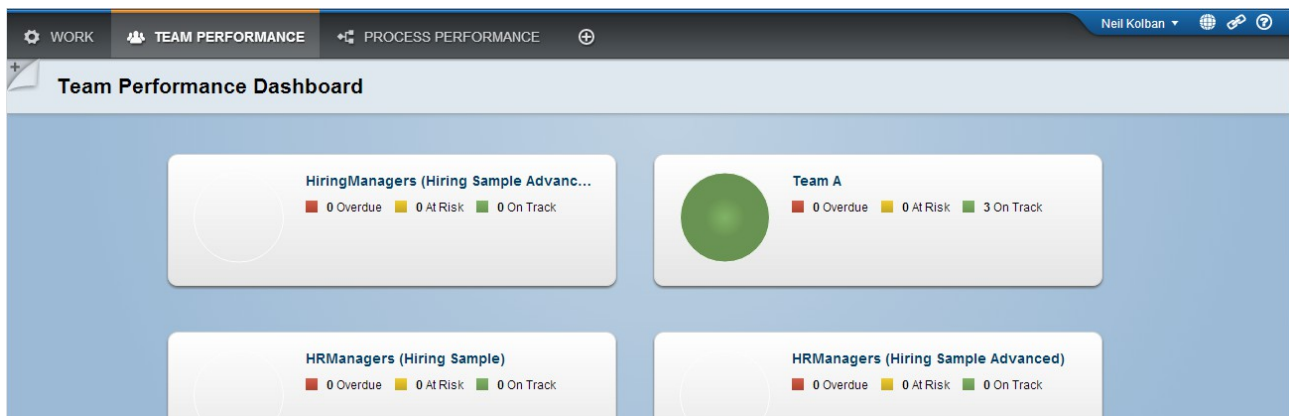 Neil Kolban
WORK TEAM PERFORMANCE PROCESS PERFORMANCE
Team Performance Dashboard
HiringManagers (Hiring Sample Advanc...
0 Overdue 0 At Risk 0 On Track
Team A
0 Overdue 0 At Risk 3 On Track
HRManagers (Hiring Sample)
0 Overdue 0 At Risk 0 On Track
HRManagers (Hiring Sample Advanced)
0 Overdue 0 At Risk 0 On Track